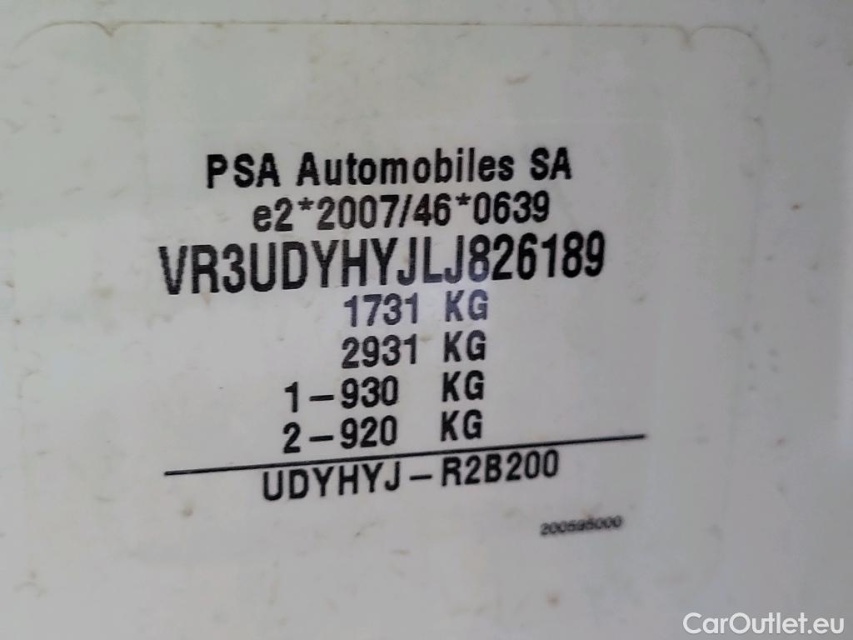 PSA Automobiles SA
e2*2007/46*0639
VR3UDYHYJLJ826189
1731 KG
2931 KG
1-930 KG
2-920 KG
UDYHYJ-R2B200
200595000
CarOutlet.eu